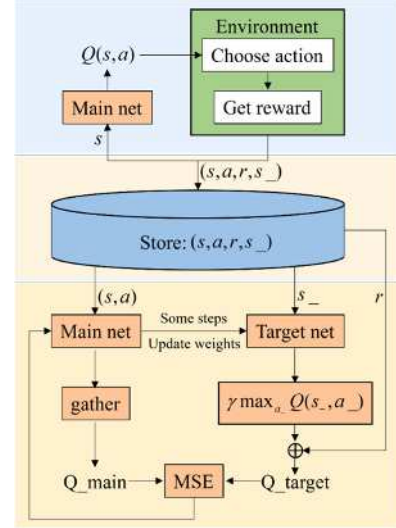 Environment
Q(s,a)
Choose action
Main net
Get reward
s
(s,a,r,s_)
Store: (s,a,r,s_)
(s,a)
s_
r
Main net
Some steps
Update weights
Target net
gather
γ maxₐ_ Q(s_,a_)
Q_main
MSE
Q_target